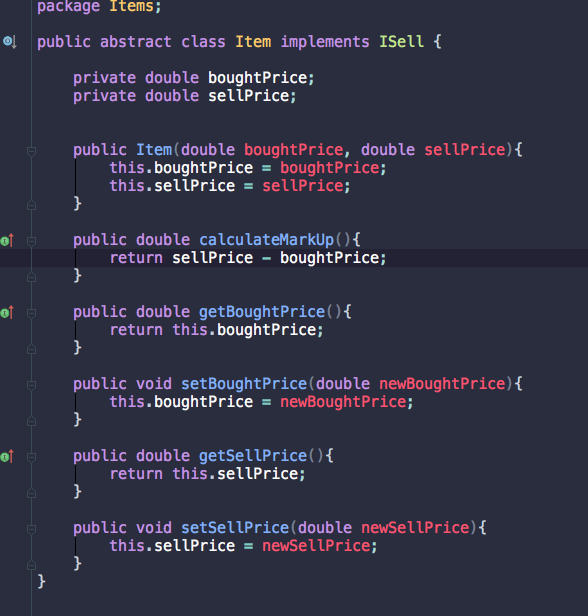 package Items;
public abstract class Item implements ISell {
private double boughtPrice;
private double sellPrice;
public Item(double boughtPrice, double sellPrice){
this.boughtPrice = boughtPrice;
this.sellPrice = sellPrice;
}
public double calculateMarkUp(){
return sellPrice - boughtPrice;
}
public double getBoughtPrice(){
return this.boughtPrice;
}
public void setBoughtPrice(double newBoughtPrice){
this.boughtPrice = newBoughtPrice;
}
public double getSellPrice(){
return this.sellPrice;
}
public void setSellPrice(double newSellPrice){
this.sellPrice = newSellPrice;
}
}